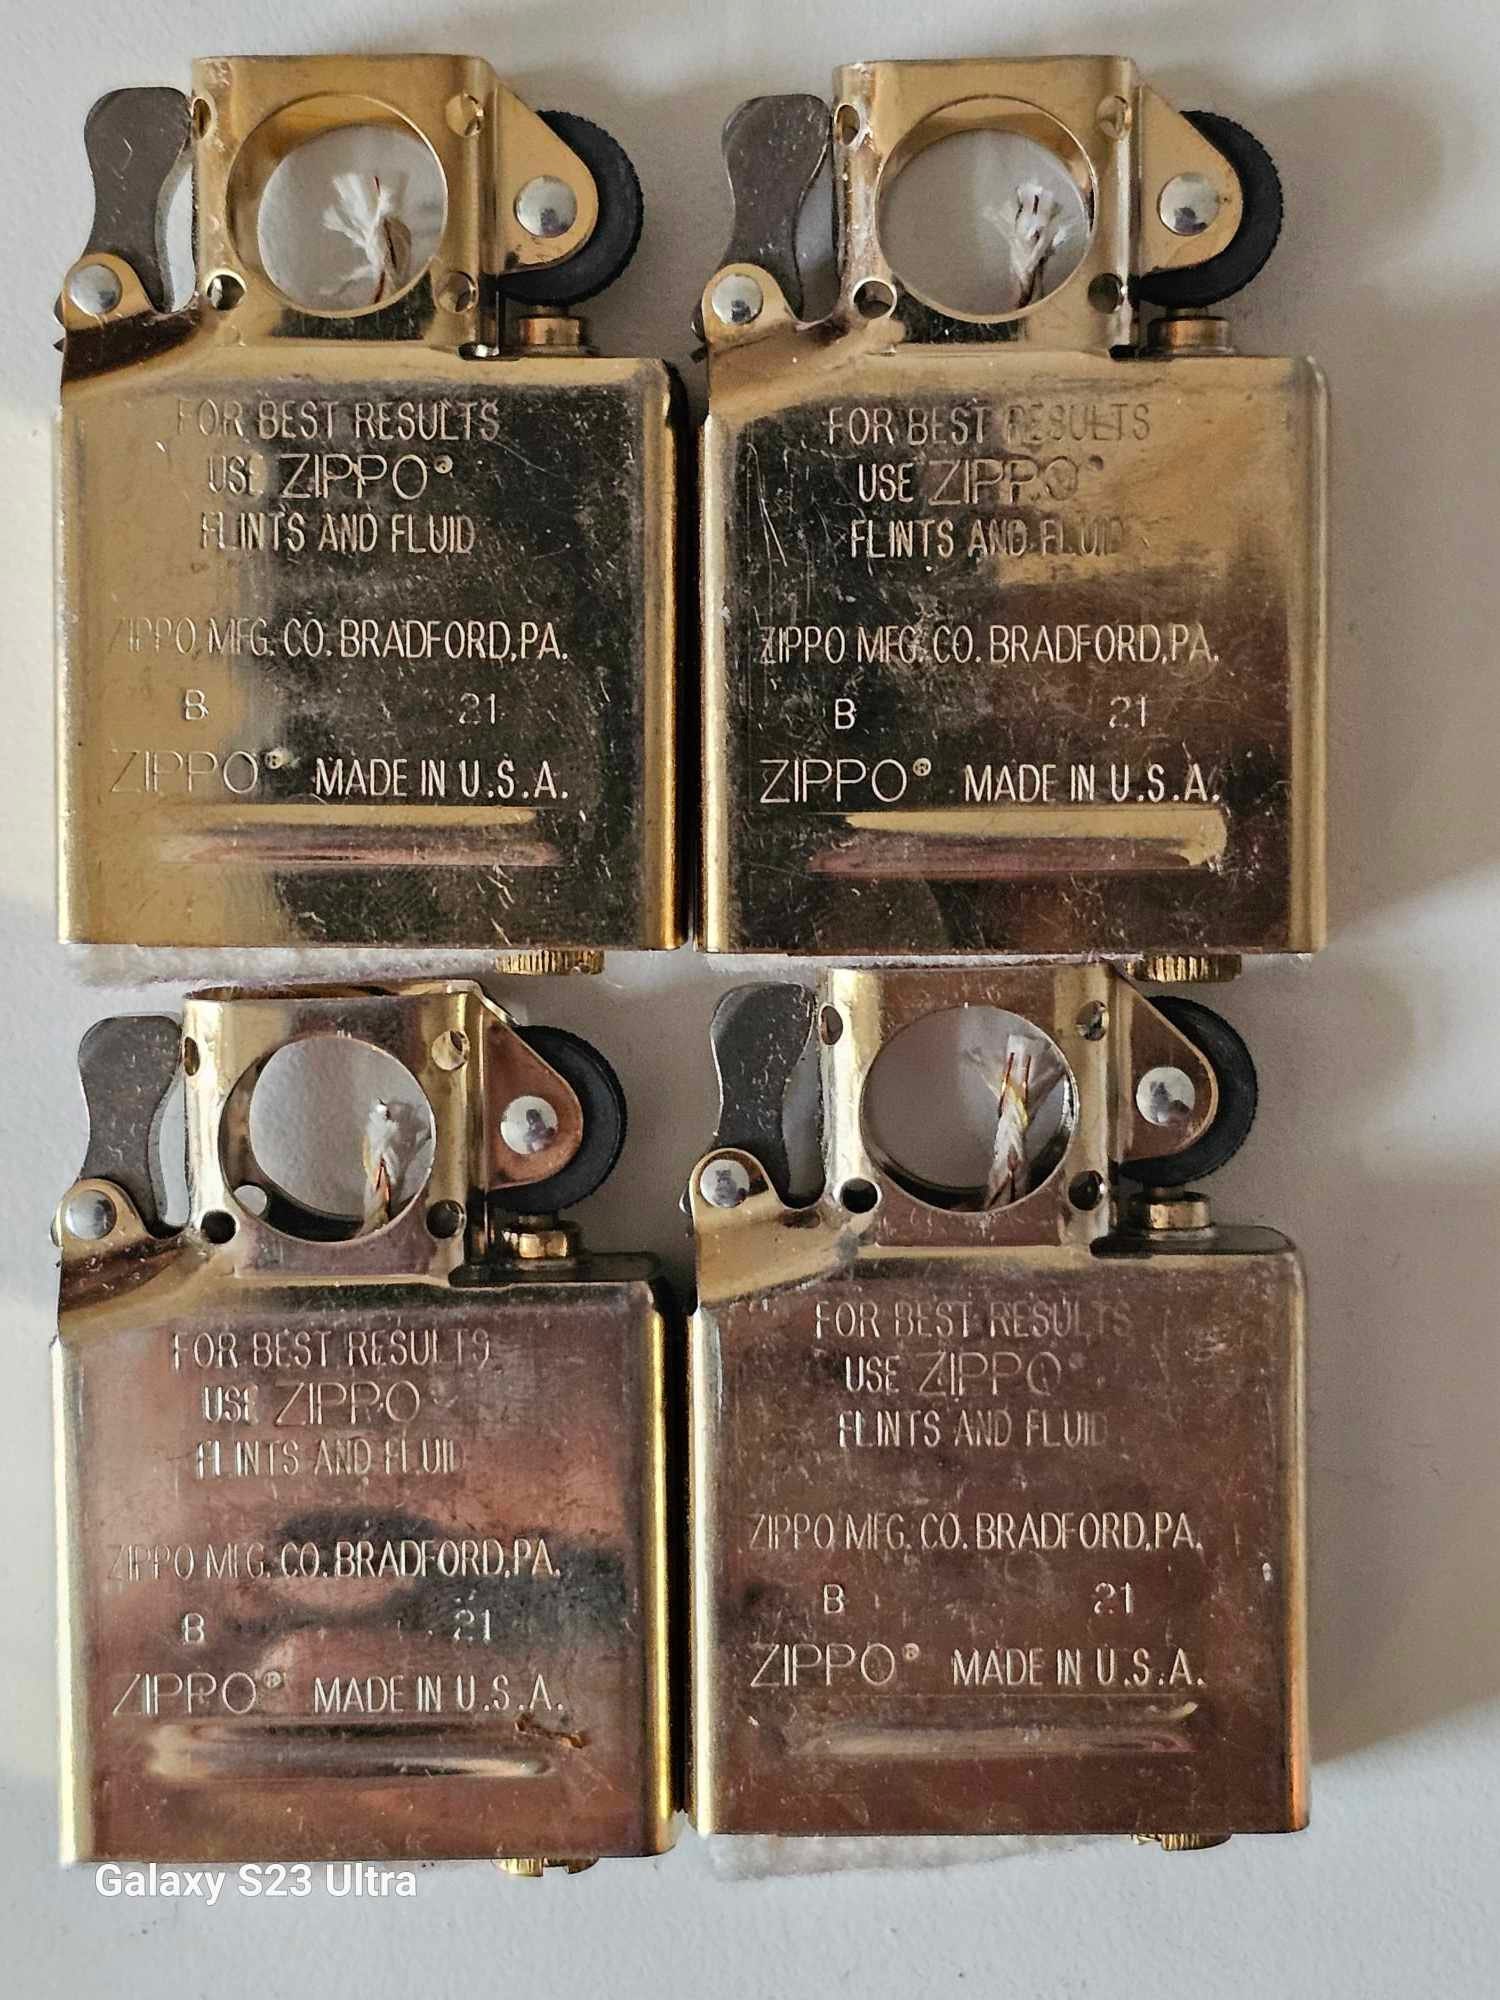 FOR BEST RESULTS
USE ZIPPO®
FLINTS AND FLUID
ZIPPO MFG. CO. BRADFORD, PA.
B 21
ZIPPO® MADE IN U.S.A.
FOR BEST RESULTS
USE ZIPPO®
FLINTS AND FLUID
ZIPPO MFG. CO. BRADFORD, PA.
B 21
ZIPPO® MADE IN U.S.A.
FOR BEST RESULTS
USE ZIPPO®
FLINTS AND FLUID
ZIPPO MFG. CO. BRADFORD, PA.
B 21
ZIPPO® MADE IN U.S.A.
FOR BEST RESULTS
USE ZIPPO®
FLINTS AND FLUID
ZIPPO MFG. CO. BRADFORD, PA.
B 21
ZIPPO® MADE IN U.S.A.
Galaxy S23 Ultra